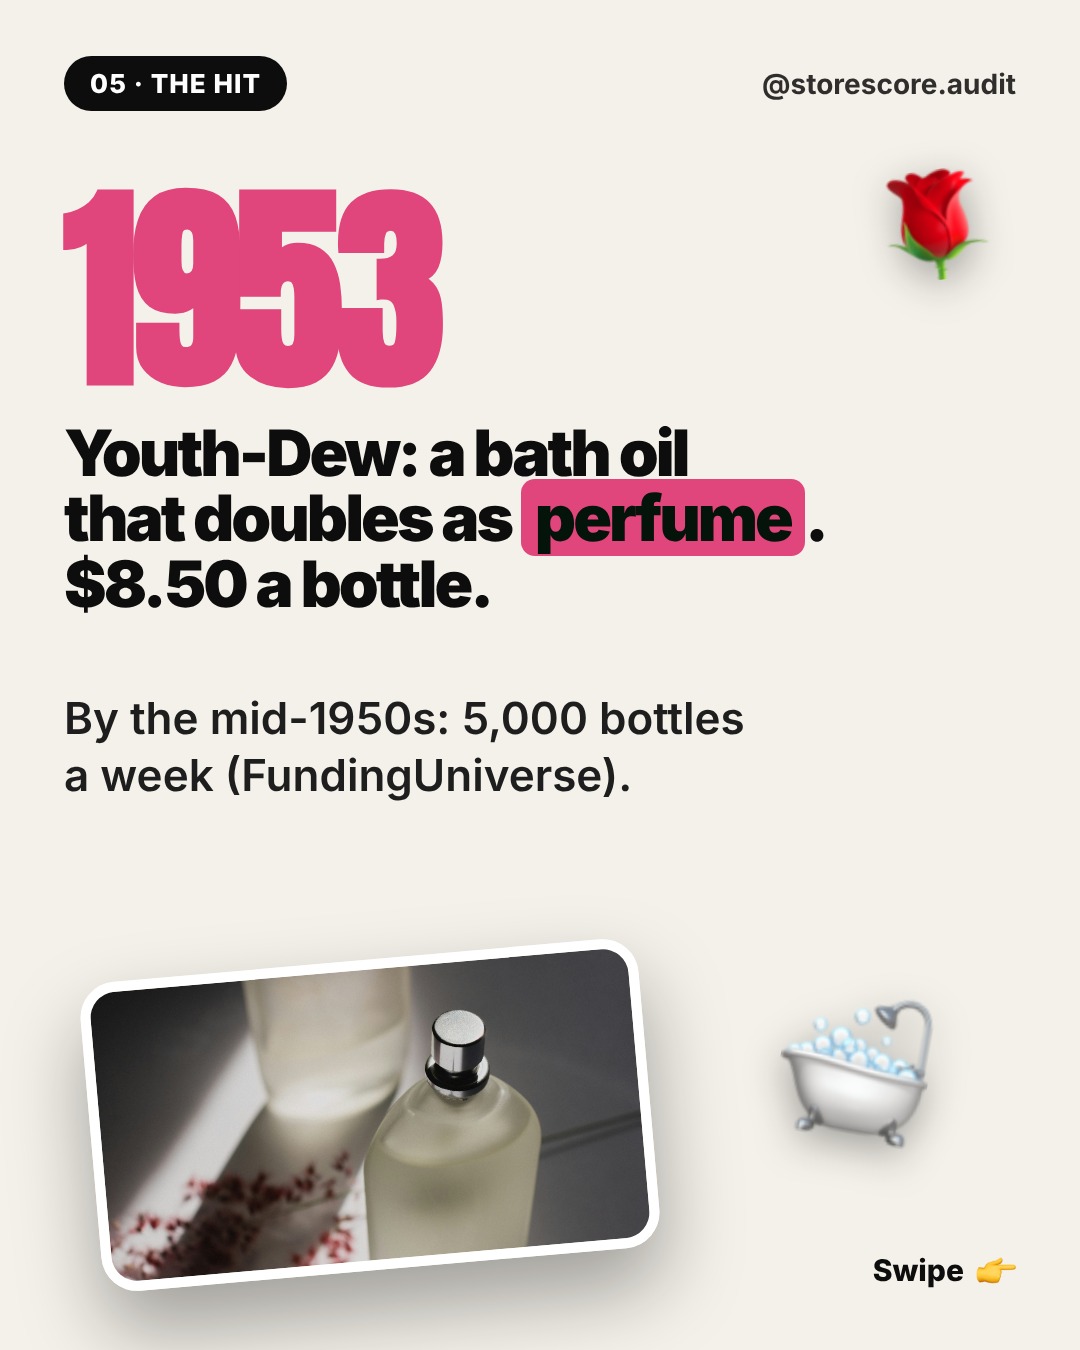 05 · THE HIT
@storescore.audit
1953
Youth-Dew: a bath oil
that doubles as perfume.
$8.50 a bottle.
By the mid-1950s: 5,000 bottles
a week (FundingUniverse).
Swipe 👉